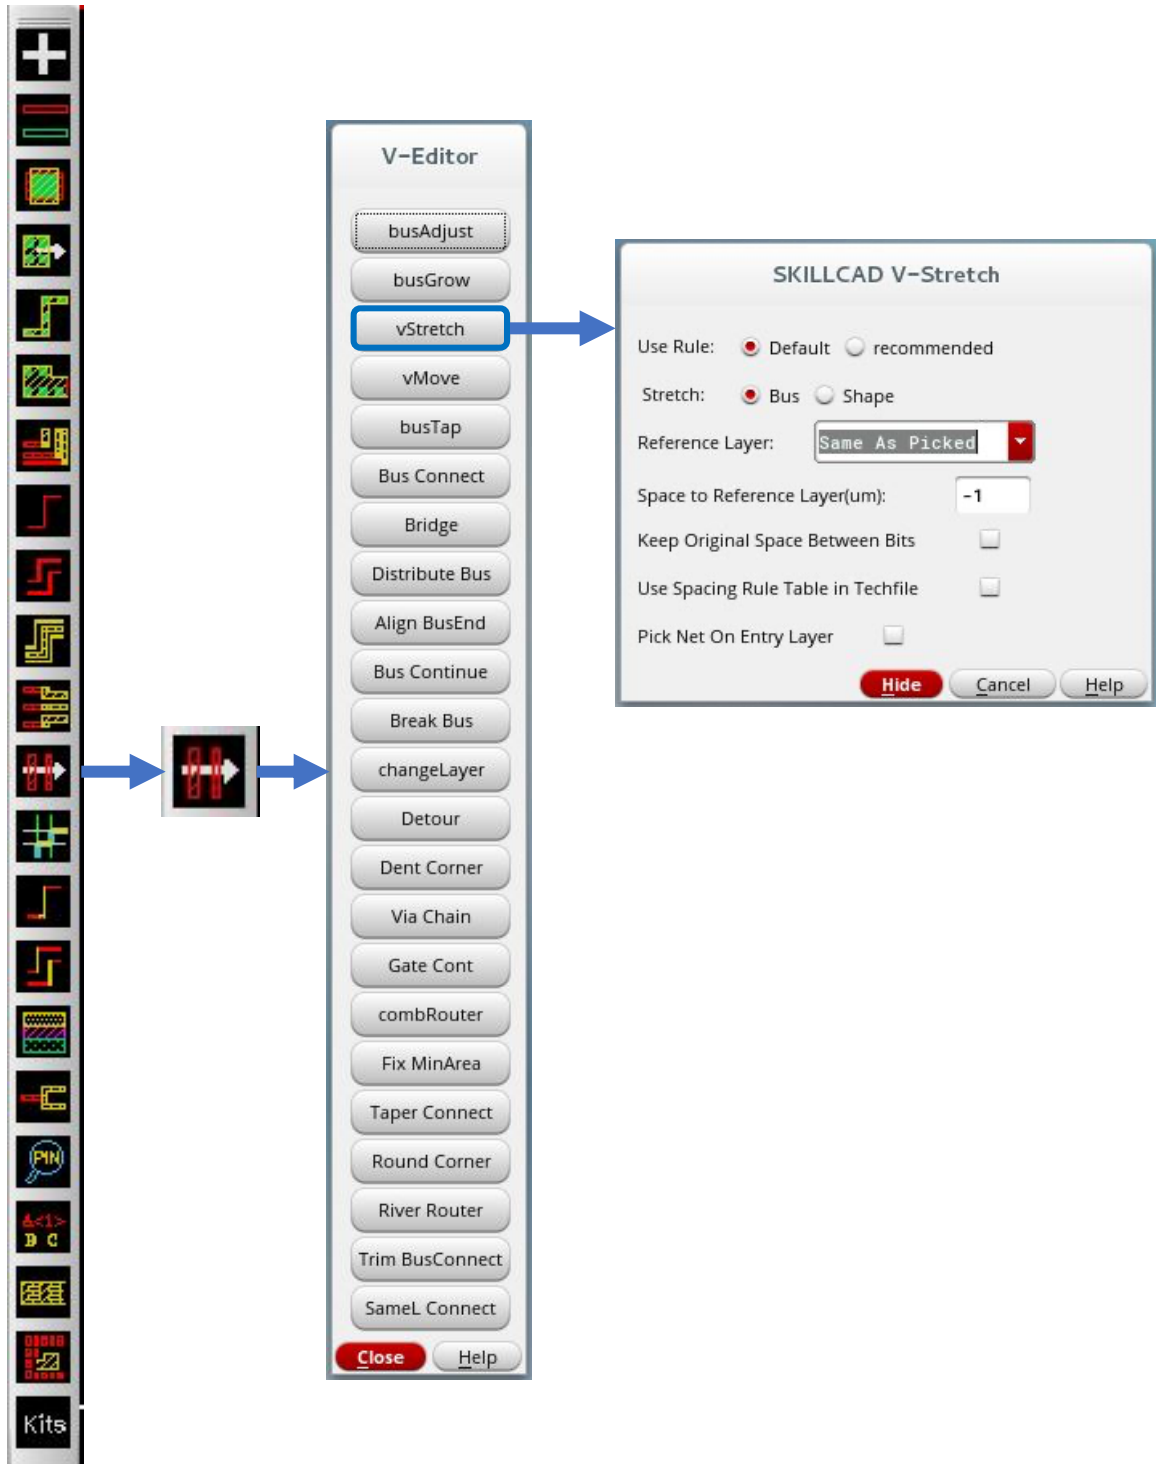 PIN
A<1>
B C
Kits
V-Editor
busAdjust
busGrow
vStretch
vMove
busTap
Bus Connect
Bridge
Distribute Bus
Align BusEnd
Bus Continue
Break Bus
changeLayer
Detour
Dent Corner
Via Chain
Gate Cont
combRouter
Fix MinArea
Taper Connect
Round Corner
River Router
Trim BusConnect
SameL Connect
Close Help
SKILLCAD V-Stretch
Use Rule: Default recommended
Stretch: Bus Shape
Reference Layer: Same As Picked
Space to Reference Layer(um): -1
Keep Original Space Between Bits
Use Spacing Rule Table in Techfile
Pick Net On Entry Layer
Hide Cancel Help